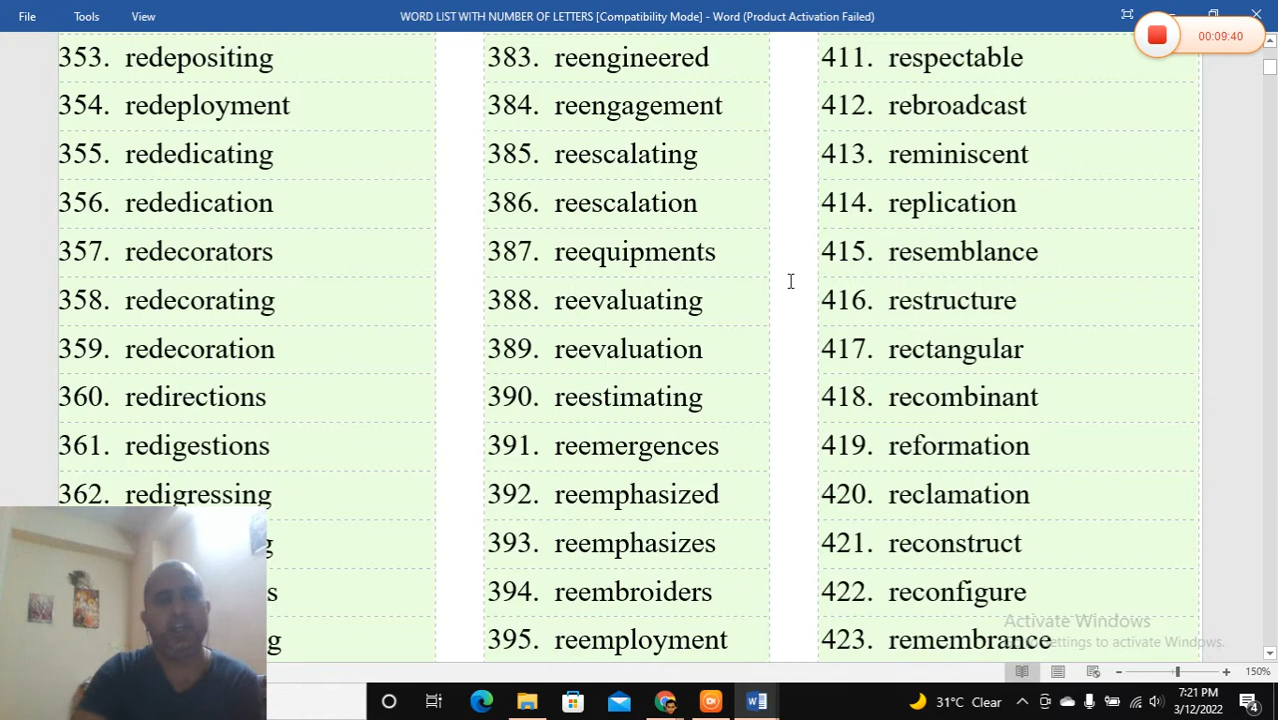 File Tools View WORD LIST WITH NUMBER OF LETTERS [Compatibility Mode] - Word (Product Activation Failed)
00:09:40
353. redepositing
354. redeployment
355. rededicating
356. rededication
357. redecorators
358. redecorating
359. redecoration
360. redirections
361. redigestions
362. redigressing
g
s
g
383. reengineered
384. reengagement
385. reescalating
386. reescalation
387. reequipments
388. reevaluating
389. reevaluation
390. reestimating
391. reemergences
392. reemphasized
393. reemphasizes
394. reembroiders
395. reemployment
411. respectable
412. rebroadcast
413. reminiscent
414. replication
415. resemblance
416. restructure
417. rectangular
418. recombinant
419. reformation
420. reclamation
421. reconstruct
422. reconfigure
423. remembrance
Activate Windows
Settings to activate Windows.
150%
31°C Clear
7:21 PM
3/12/2022
4